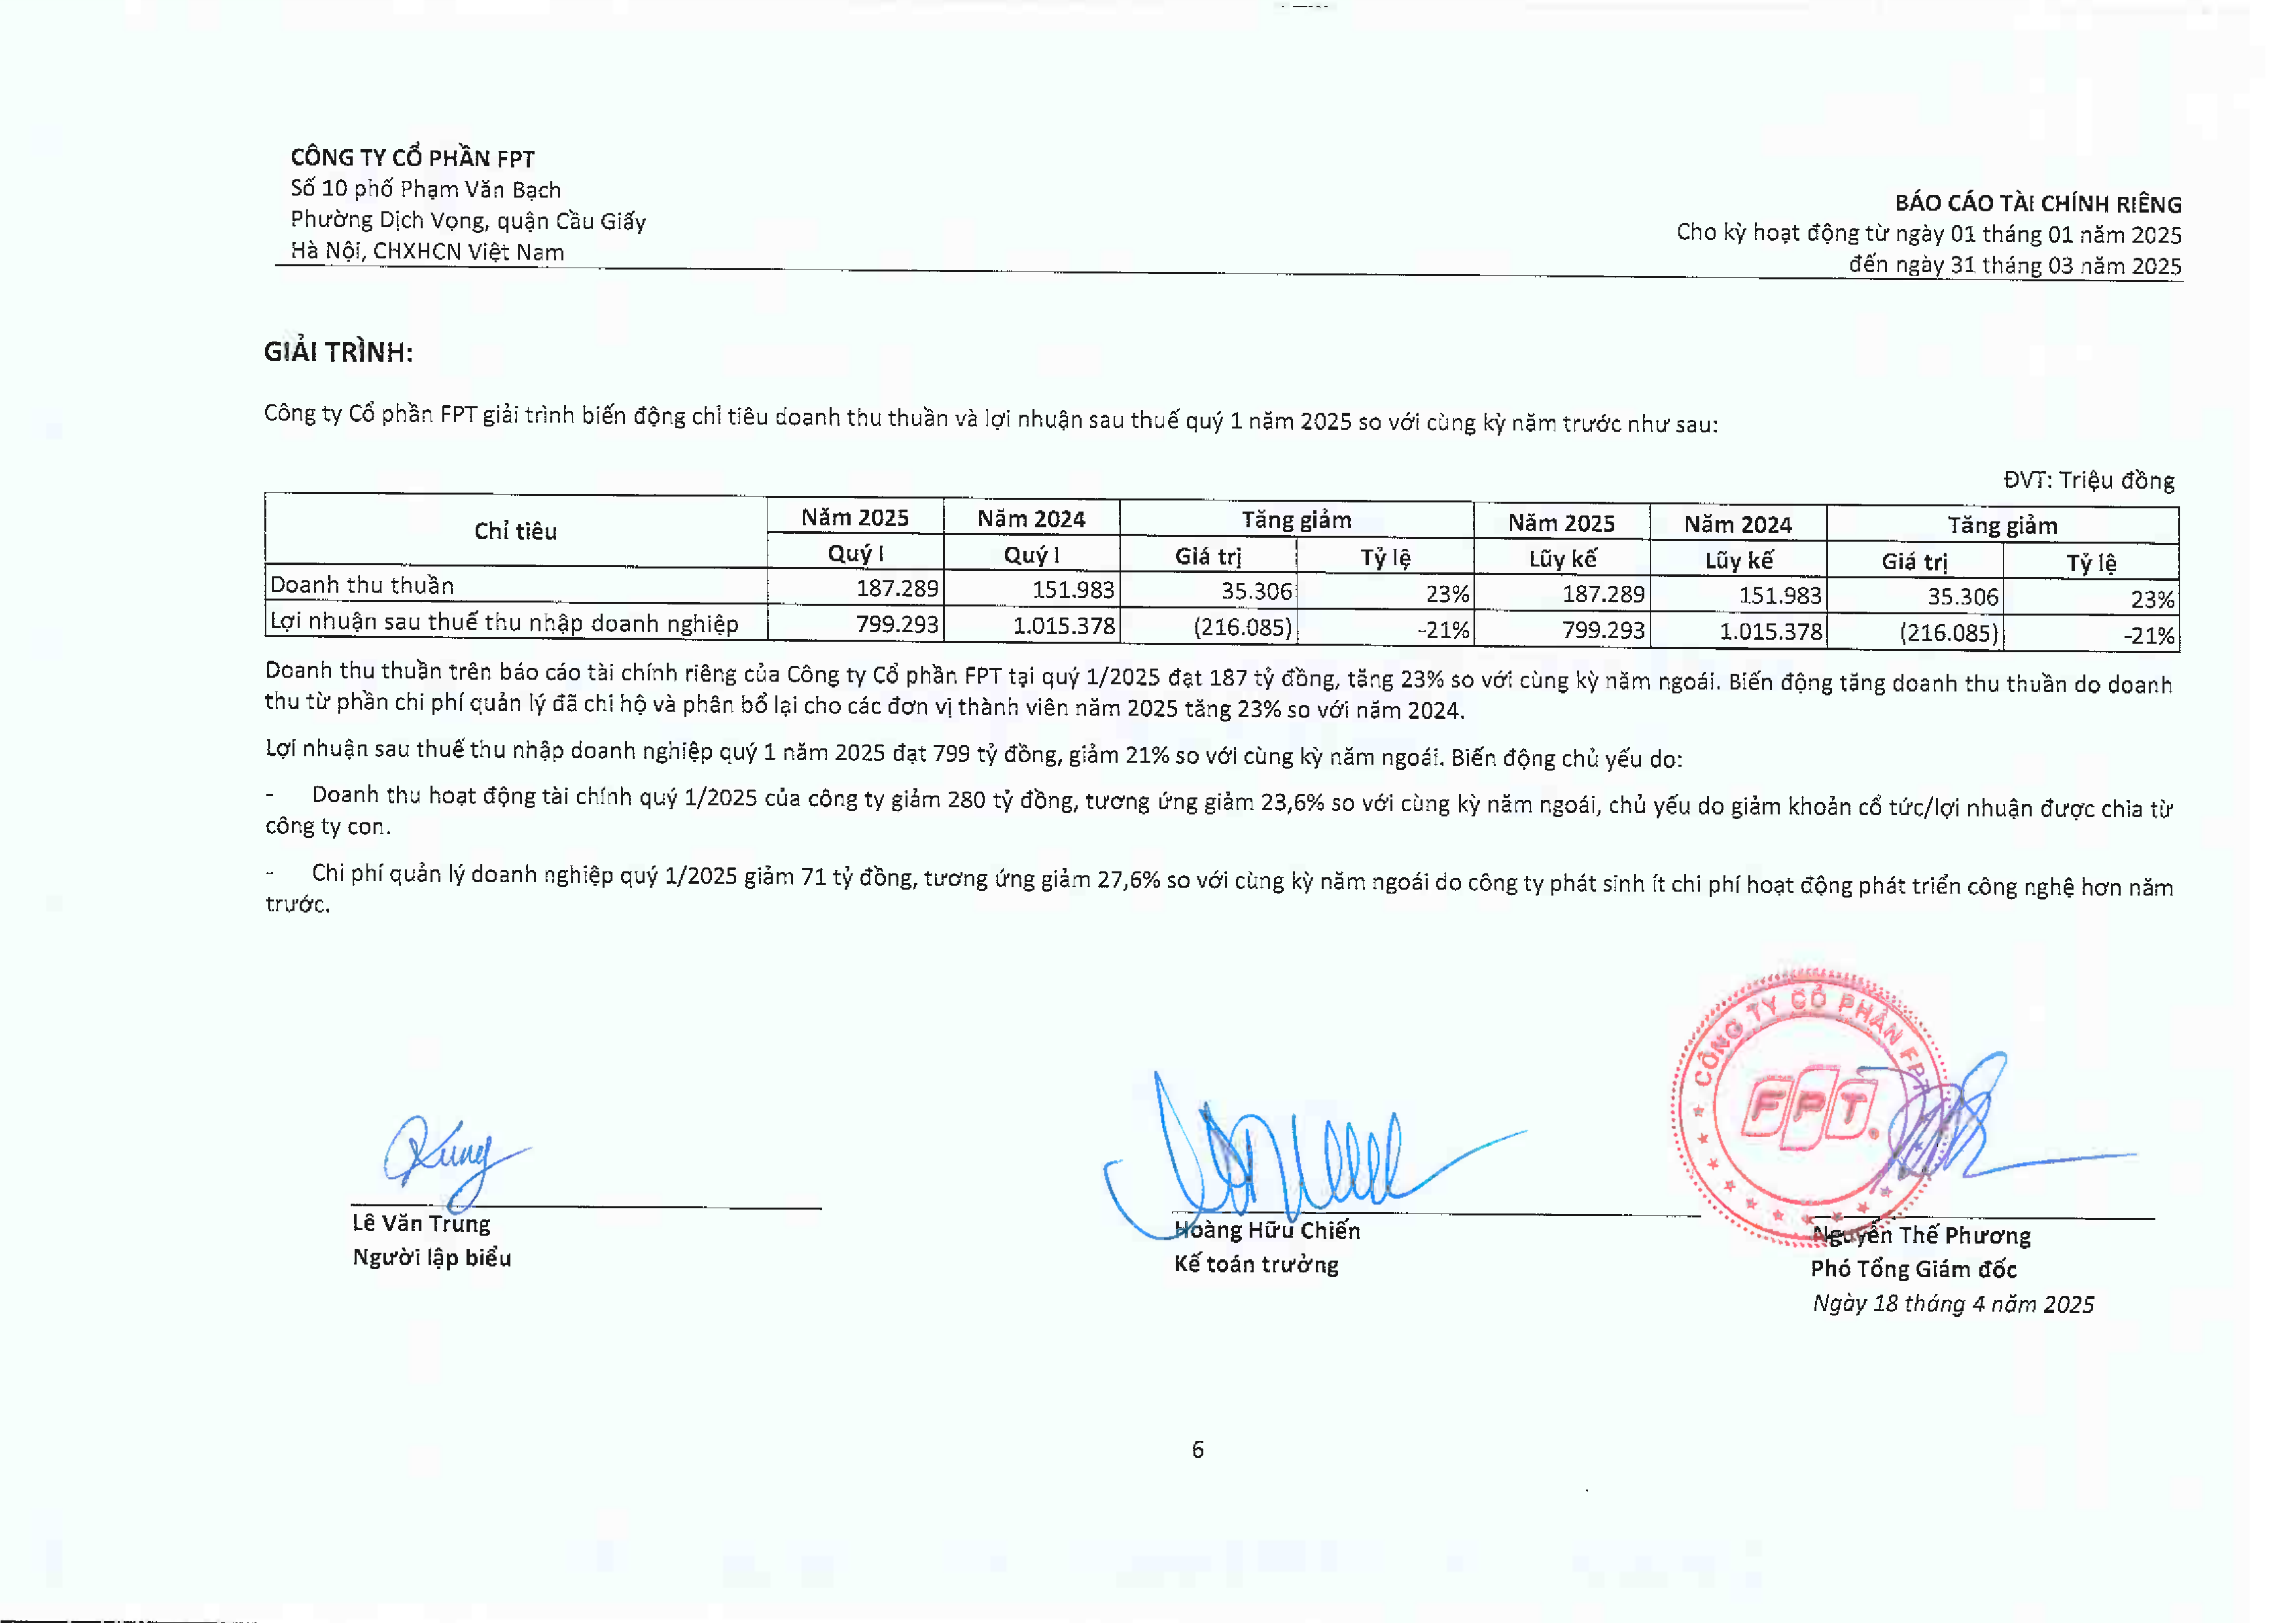 CÔNG TY CỔ PHẦN FPT
Số 10 phố Phạm Văn Bạch
Phường Dịch Vọng, quận Cầu Giấy
Hà Nội, CHXHCN Việt Nam
BÁO CÁO TÀI CHÍNH RIÊNG
Cho kỳ hoạt động từ ngày 01 tháng 01 năm 2025
đến ngày 31 tháng 03 năm 2025
GIẢI TRÌNH:
Công ty Cổ phần FPT giải trình biến động chỉ tiêu doanh thu thuần và lợi nhuận sau thuế quý 1 năm 2025 so với cùng kỳ năm trước như sau:
ĐVT: Triệu đồng
Chỉ tiêu Năm 2025 Năm 2024 Tăng giảm Năm 2025 Năm 2024 Tăng giảm
Quý I Quý I Giá trị Tỷ lệ Lũy kế Lũy kế Giá trị Tỷ lệ
Doanh thu thuần 187.289 151.983 35.306 23% 187.289 151.983 35.306 23%
Lợi nhuận sau thuế thu nhập doanh nghiệp 799.293 1.015.378 (216.085) -21% 799.293 1.015.378 (216.085) -21%
Doanh thu thuần trên báo cáo tài chính riêng của Công ty Cổ phần FPT tại quý 1/2025 đạt 187 tỷ đồng, tăng 23% so với cùng kỳ năm ngoái. Biến động tăng doanh thu thuần do doanh
thu từ phần chi phí quản lý đã chi hộ và phân bổ lại cho các đơn vị thành viên năm 2025 tăng 23% so với năm 2024.
Lợi nhuận sau thuế thu nhập doanh nghiệp quý 1 năm 2025 đạt 799 tỷ đồng, giảm 21% so với cùng kỳ năm ngoái. Biến động chủ yếu do:
- Doanh thu hoạt động tài chính quý 1/2025 của công ty giảm 280 tỷ đồng, tương ứng giảm 23,6% so với cùng kỳ năm ngoái, chủ yếu do giảm khoản cổ tức/lợi nhuận được chia từ
công ty con.
- Chi phí quản lý doanh nghiệp quý 1/2025 giảm 71 tỷ đồng, tương ứng giảm 27,6% so với cùng kỳ năm ngoái do công ty phát sinh ít chi phí hoạt động phát triển công nghệ hơn năm
trước.
CÔNG TY CỔ PHẦN FPT
FPT
Lê Văn Trung
Người lập biểu
Hoàng Hữu Chiến
Kế toán trưởng
Nguyễn Thế Phương
Phó Tổng Giám đốc
Ngày 18 tháng 4 năm 2025
6